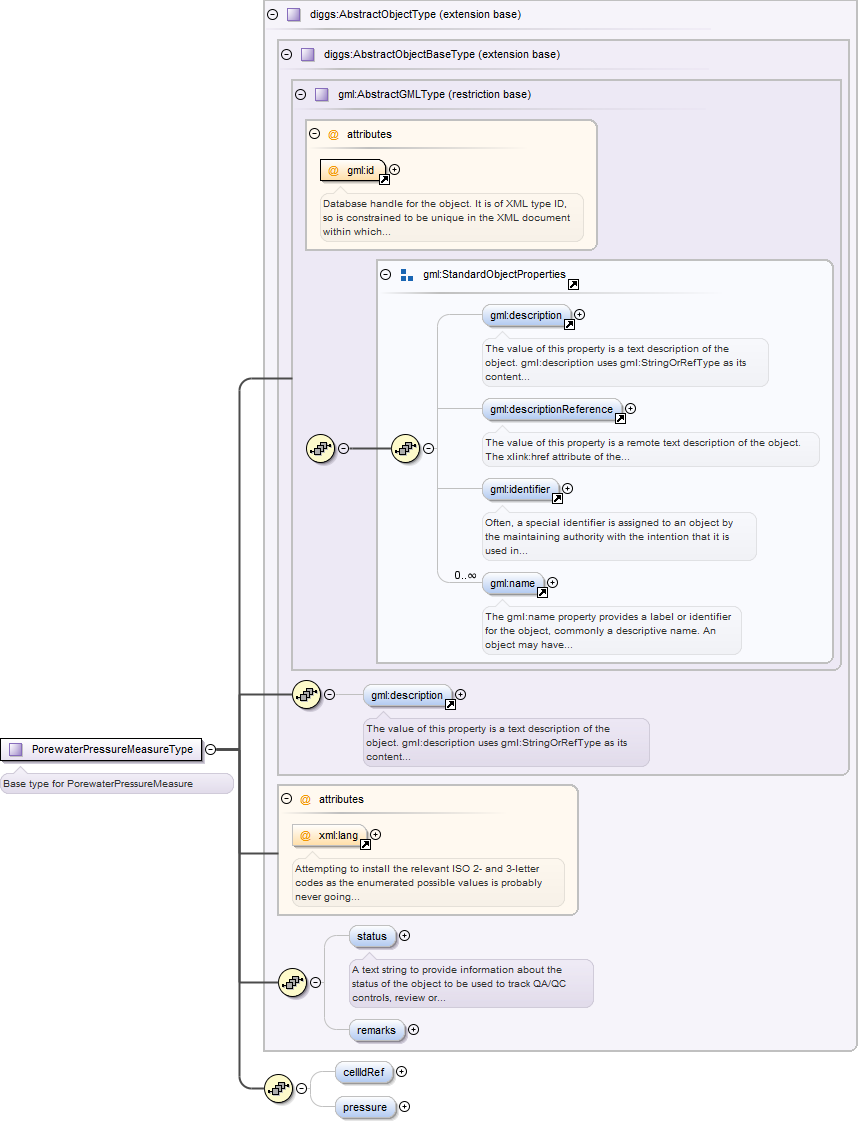 diggs:AbstractObjectType (extension base)
diggs:AbstractObjectBaseType (extension base)
gml:AbstractGMLType (restriction base)
@ attributes
@ gml:id
Database handle for the object. It is of XML type ID,
so is constrained to be unique in the XML document
within which...
gml:StandardObjectProperties
gml:description
The value of this property is a text description of the
object. gml:description uses gml:StringOrRefType as its
content...
gml:descriptionReference
The value of this property is a remote text description of the object.
The xlink:href attribute of the...
gml:identifier
Often, a special identifier is assigned to an object by
the maintaining authority with the intention that it is
used in...
0..∞
gml:name
The gml:name property provides a label or identifier
for the object, commonly a descriptive name. An
object may have...
gml:description
The value of this property is a text description of the
object. gml:description uses gml:StringOrRefType as its
content...
PorewaterPressureMeasureType
Base type for PorewaterPressureMeasure
@ attributes
@ xml:lang
Attempting to install the relevant ISO 2- and 3-letter
codes as the enumerated possible values is probably
never going...
status
A text string to provide information about the
status of the object to be used to track QA/QC
controls, review or...
remarks
cellIdRef
pressure